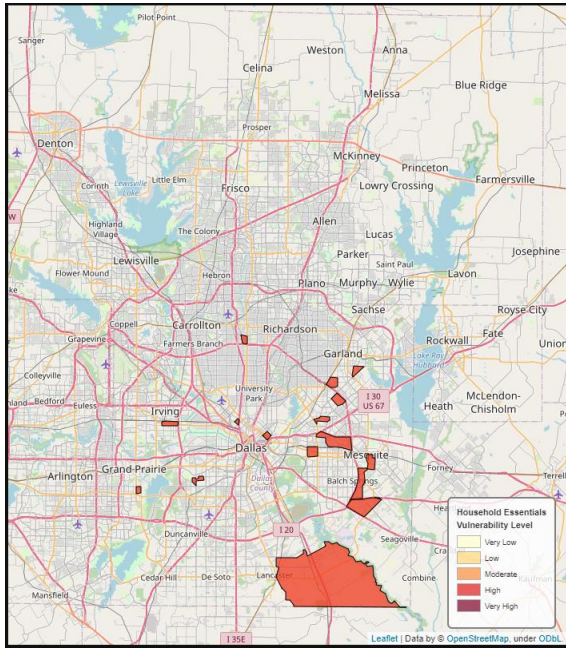 Pilot Point
Sanger
Weston
Anna
Celina
Blue Ridge
Melissa
Prosper
Denton
McKinney
Princeton
Farmersville
Corinth
Lewisville
Lake
Little Elm
Frisco
Lowry Crossing
Allen
Lucas
Highland
Village
The Colony
Parker
Josephine
Lewisville
Saint Paul
Flower Mound
Hebron
Plano
Murphy
Wylie
Lavon
Sachse
Royse City
Coppell
Carrollton
Richardson
Grapevine
Farmers Branch
Rockwall
Fate
Garland
Lake Ray
Hubbard
Colleyville
University
Park
I 30
US 67
Heath
McLendon-
Chisholm
Bedford
Euless
Irving
Dallas
Mesquite
Forney
Arlington
Grand Prairie
Dallas
County
Balch Springs
Duncanville
I 20
Seagoville
Cedar Hill
De Soto
Lancaster
Combine
Mansfield
I 35E
Household Essentials
Vulnerability Level
Very Low
Low
Moderate
High
Very High
Leaflet | Data by © OpenStreetMap, under ODbL.